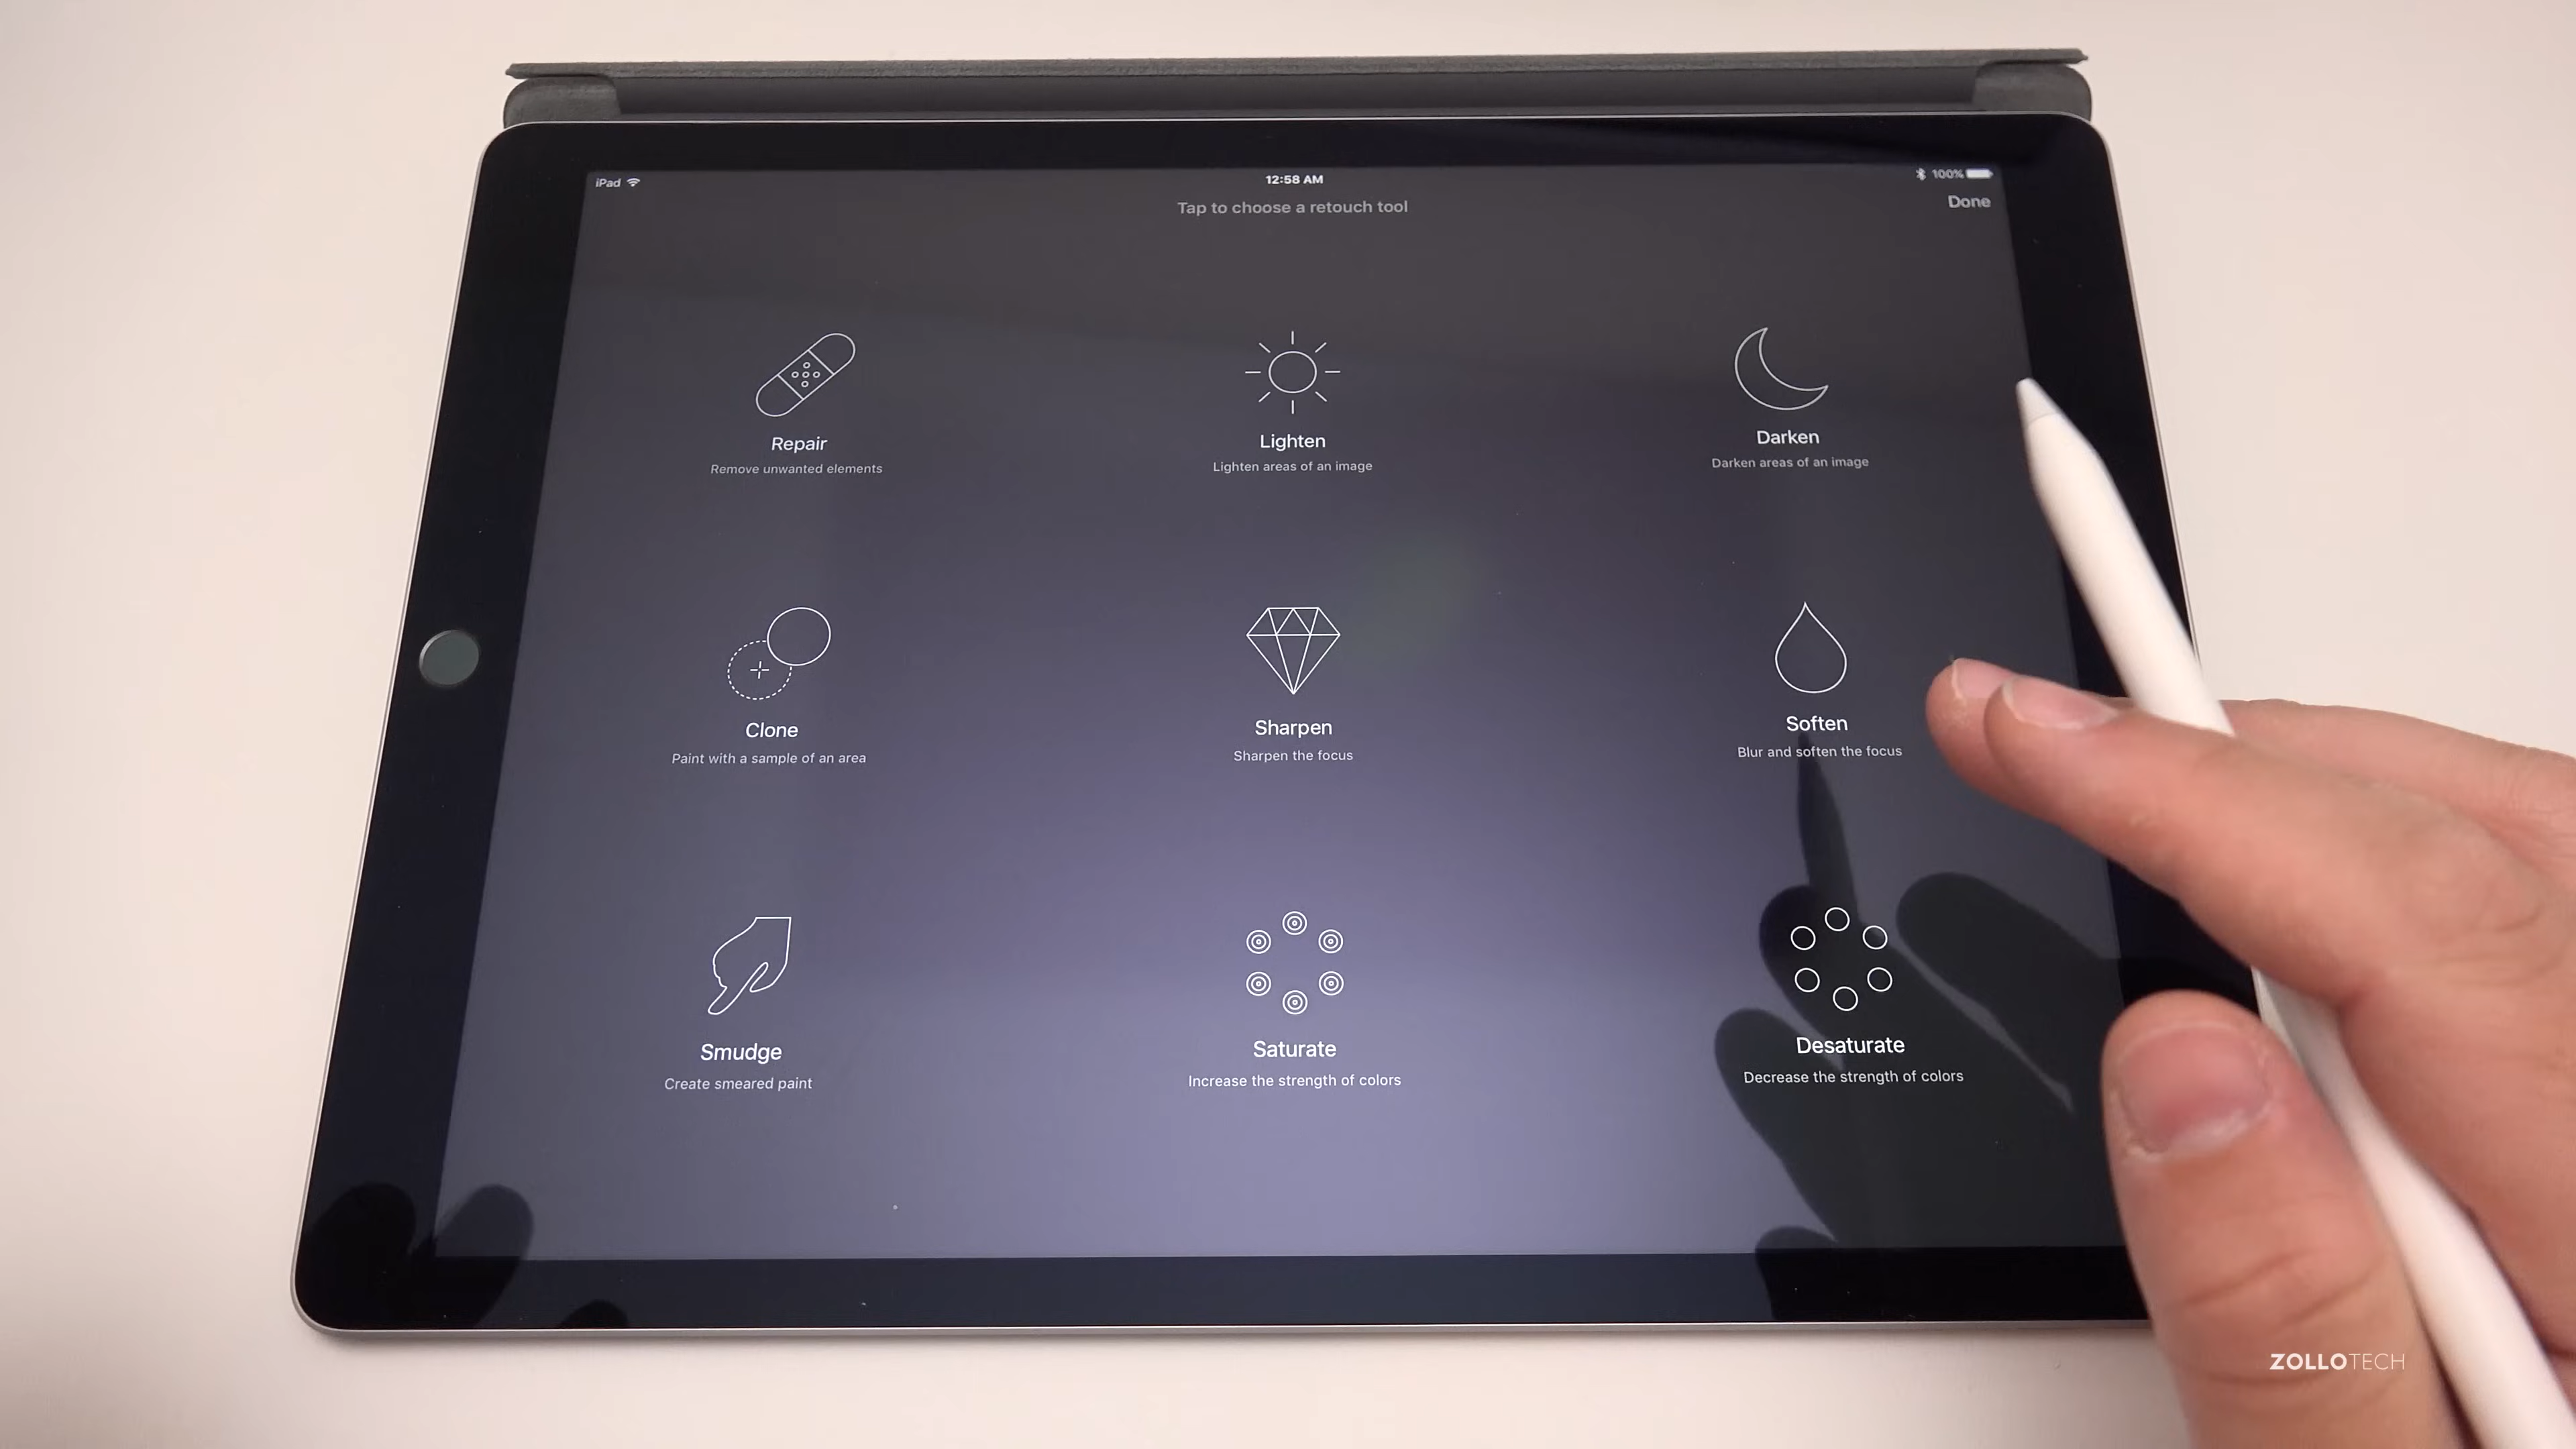 iPad
12:58 AM
100%
Tap to choose a retouch tool
Done
Repair
Remove unwanted elements
Lighten
Lighten areas of an image
Darken
Darken areas of an image
Clone
Paint with a sample of an area
Sharpen
Sharpen the focus
Soften
Blur and soften the focus
Smudge
Create smeared paint
Saturate
Increase the strength of colors
Desaturate
Decrease the strength of colors
ZOLLOTECH